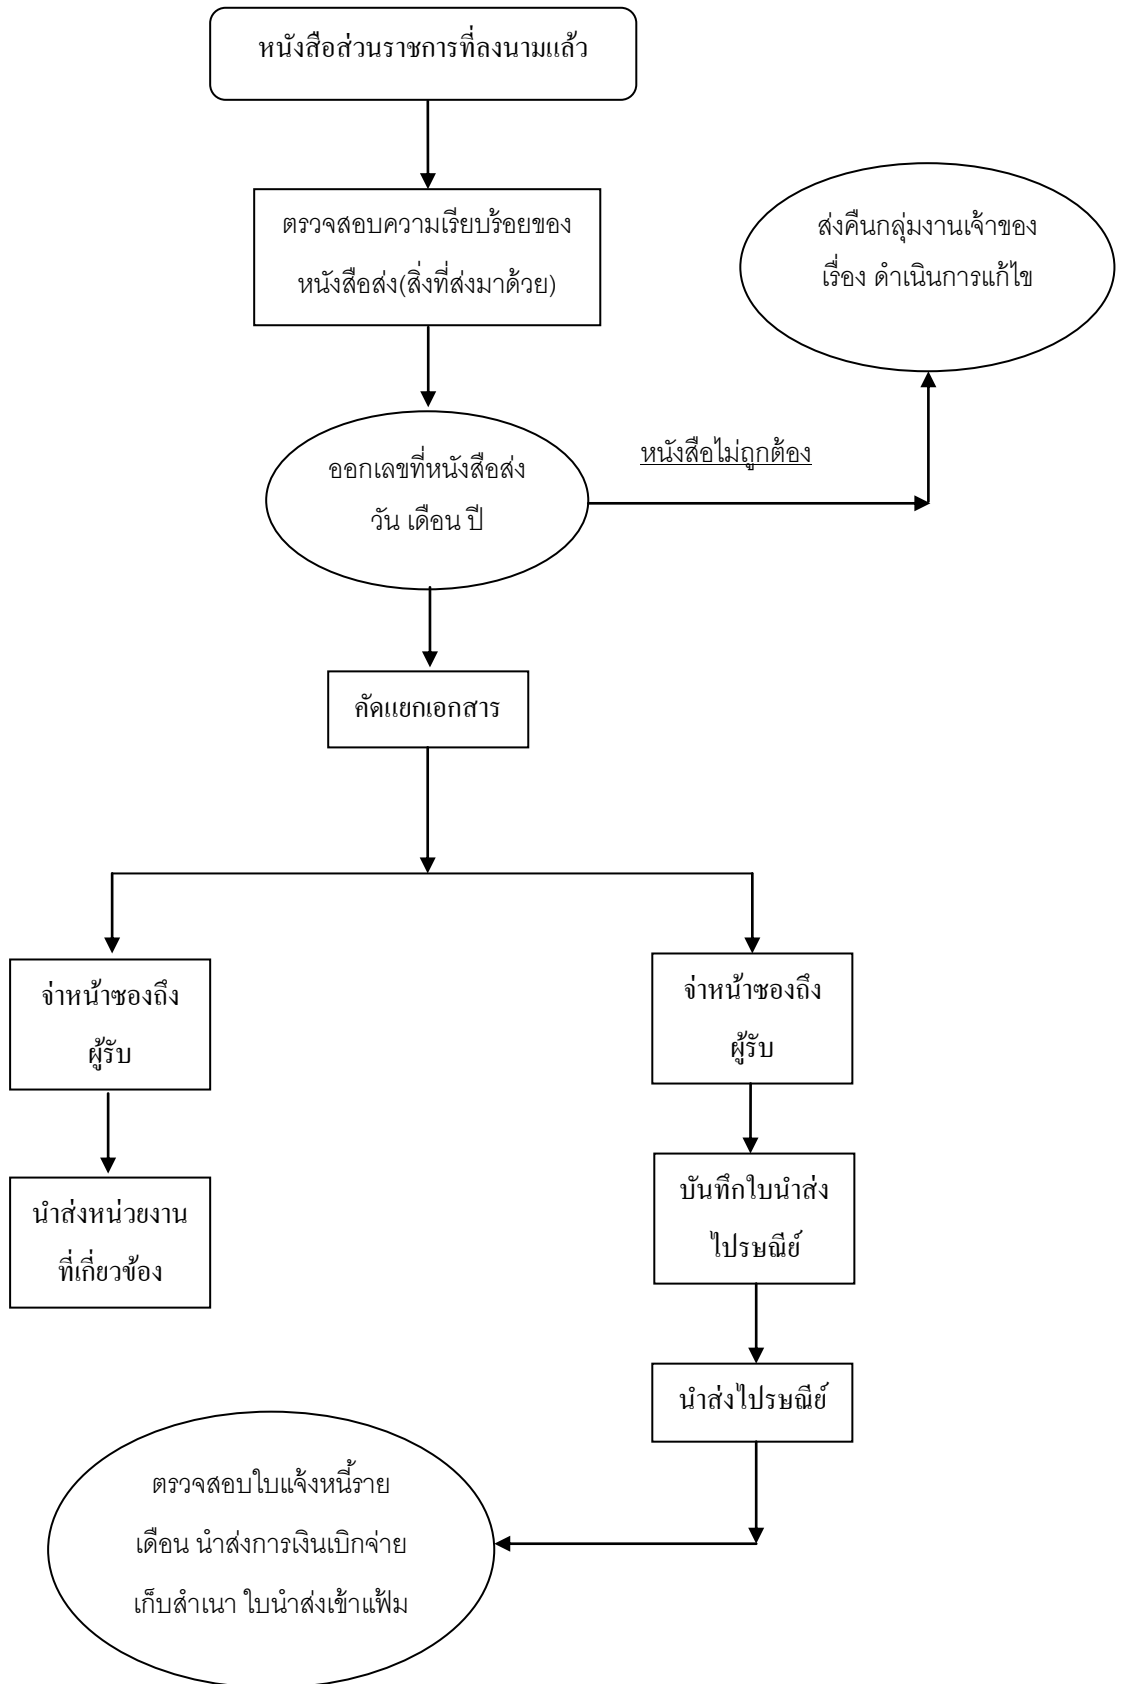 หนังสือส่วนราชการที่ลงนามแล้ว
ตรวจสอบความเรียบร้อยของ
หนังสือส่ง(สิ่งที่ส่งมาด้วย)
ส่งคืนกลุ่มงานเจ้าของ
เรื่อง ดำเนินการแก้ไข
หนังสือไม่ถูกต้อง
ออกเลขที่หนังสือส่ง
วัน เดือน ปี
คัดแยกเอกสาร
จ่าหน้าซองถึง
ผู้รับ
นำส่งหน่วยงาน
ที่เกี่ยวข้อง
จ่าหน้าซองถึง
ผู้รับ
บันทึกใบนำส่ง
ไปรษณีย์
นำส่งไปรษณีย์
ตรวจสอบใบแจ้งหนี้ราย
เดือน นำส่งการเงินเบิกจ่าย
เก็บสำเนา ใบนำส่งเข้าแฟ้ม